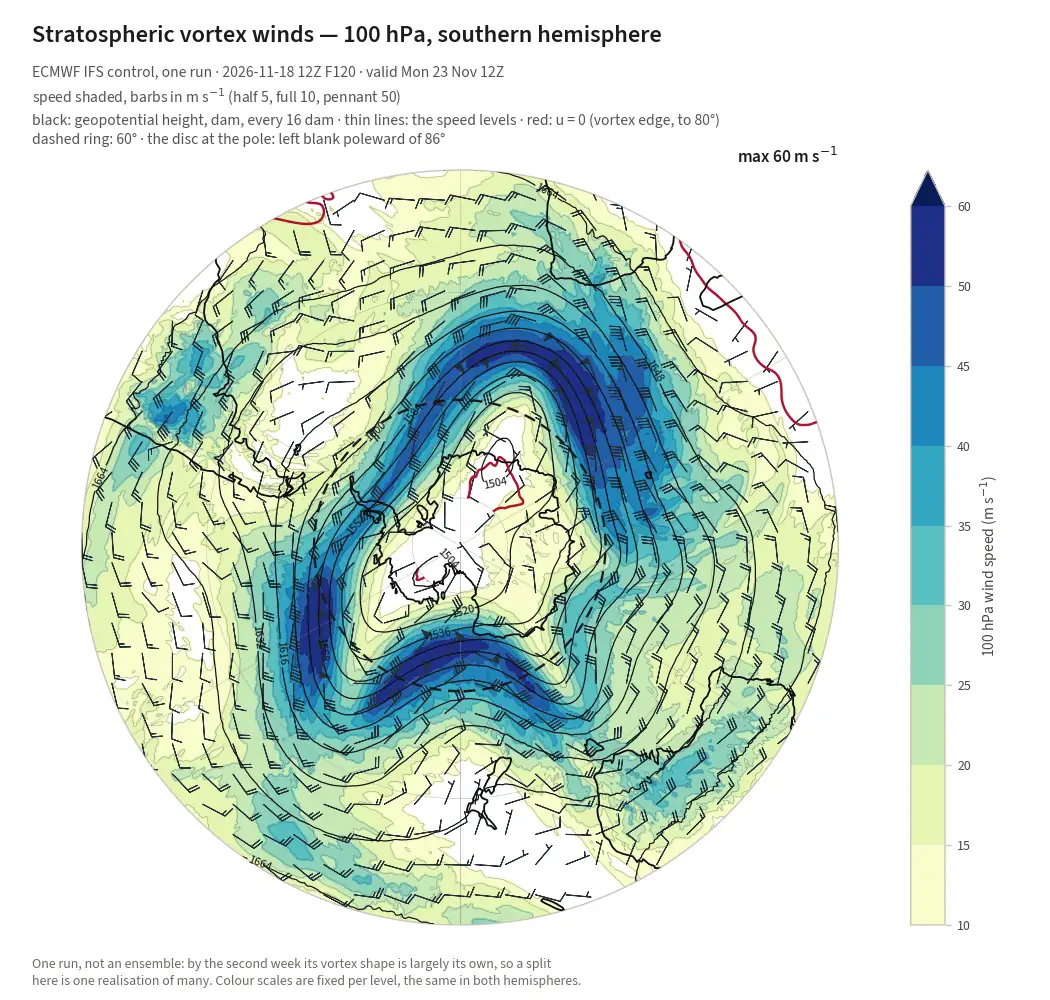 Stratospheric vortex winds — 100 hPa, southern hemisphere
ECMWF IFS control, one run · 2026-11-18 12Z F120 · valid Mon 23 Nov 12Z
speed shaded, barbs in m s⁻¹ (half 5, full 10, pennant 50)
black: geopotential height, dam, every 16 dam · thin lines: the speed levels · red: u = 0 (vortex edge, to 80°)
dashed ring: 60° · the disc at the pole: left blank poleward of 86°
max 60 m s⁻¹
60
50
45
40
35
30
25
20
15
10
100 hPa wind speed (m s⁻¹)
1664
1648
1664
1504
1552
1504
1520
1536
1616
1664
One run, not an ensemble: by the second week its vortex shape is largely its own, so a split
here is one realisation of many. Colour scales are fixed per level, the same in both hemispheres.